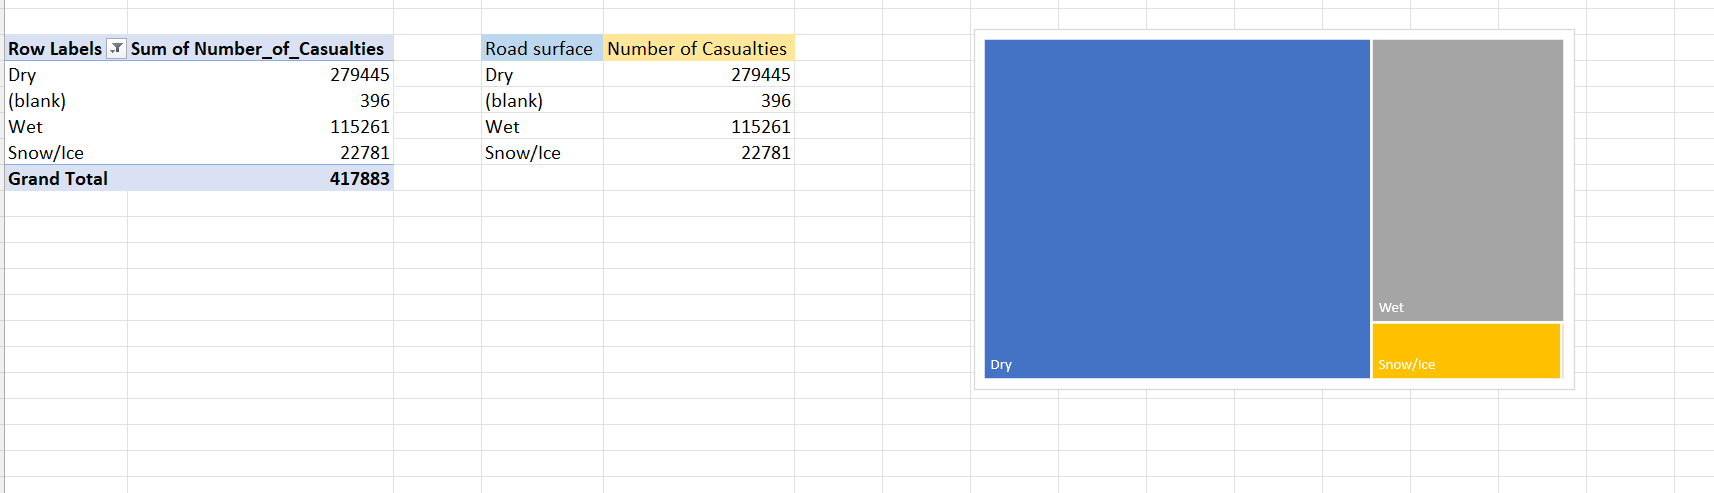 Row Labels Sum of Number_of_Casualties
Dry 279445
(blank) 396
Wet 115261
Snow/Ice 22781
Grand Total 417883
Road surface Number of Casualties
Dry 279445
(blank) 396
Wet 115261
Snow/Ice 22781
Dry
Wet
Snow/Ice